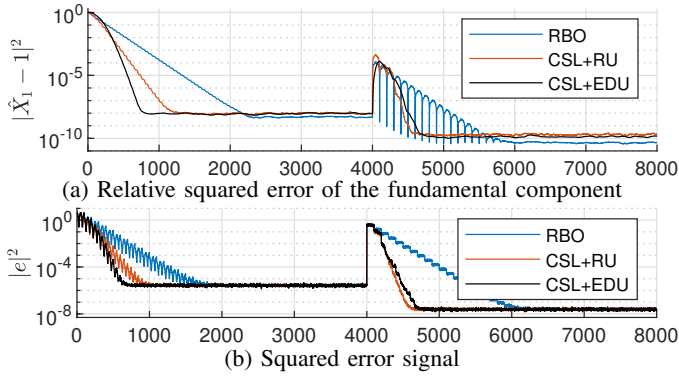 10^0
10^-5
10^-10
|X̂_1 − 1|^2
RBO
CSL+RU
CSL+EDU
0 1000 2000 3000 4000 5000 6000 7000 8000
(a) Relative squared error of the fundamental component
10^0
10^-4
10^-8
|e|^2
RBO
CSL+RU
CSL+EDU
0 1000 2000 3000 4000 5000 6000 7000 8000
(b) Squared error signal